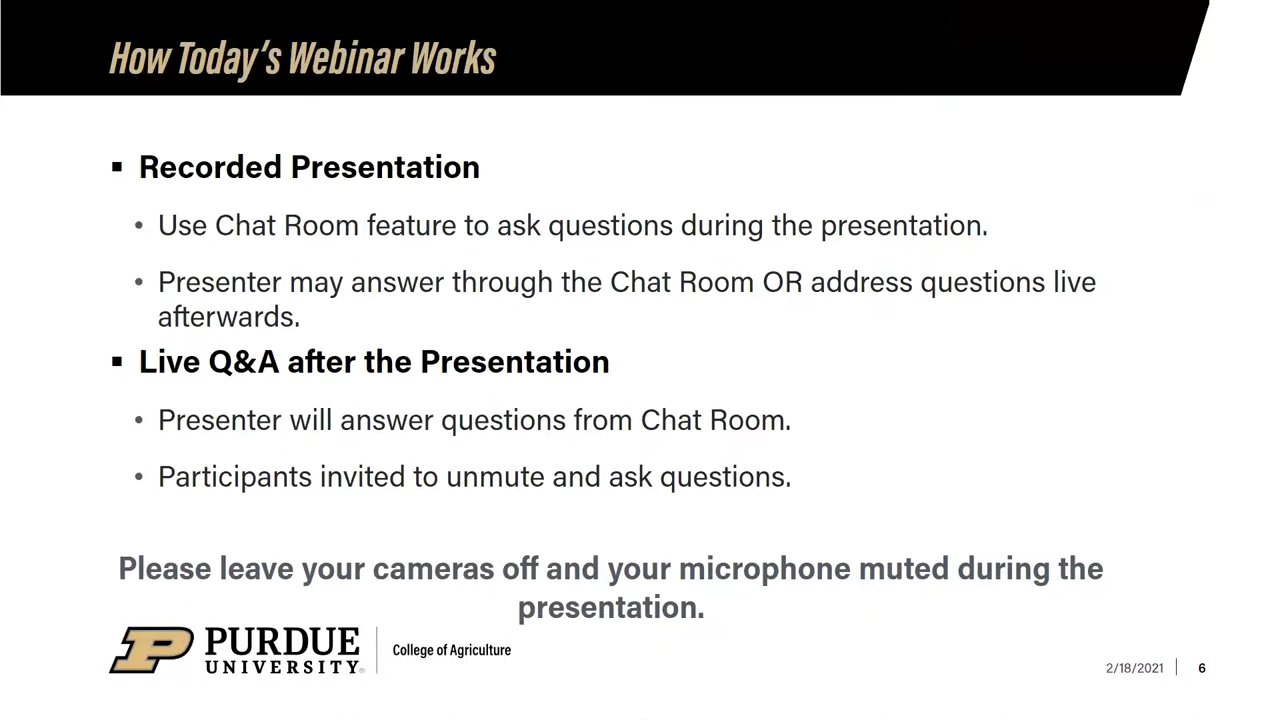 How Today's Webinar Works
▪ Recorded Presentation
• Use Chat Room feature to ask questions during the presentation.
• Presenter may answer through the Chat Room OR address questions live
afterwards.
▪ Live Q&A after the Presentation
• Presenter will answer questions from Chat Room.
• Participants invited to unmute and ask questions.
Please leave your cameras off and your microphone muted during the
presentation.
PURDUE
UNIVERSITY®
College of Agriculture
2/18/2021 | 6